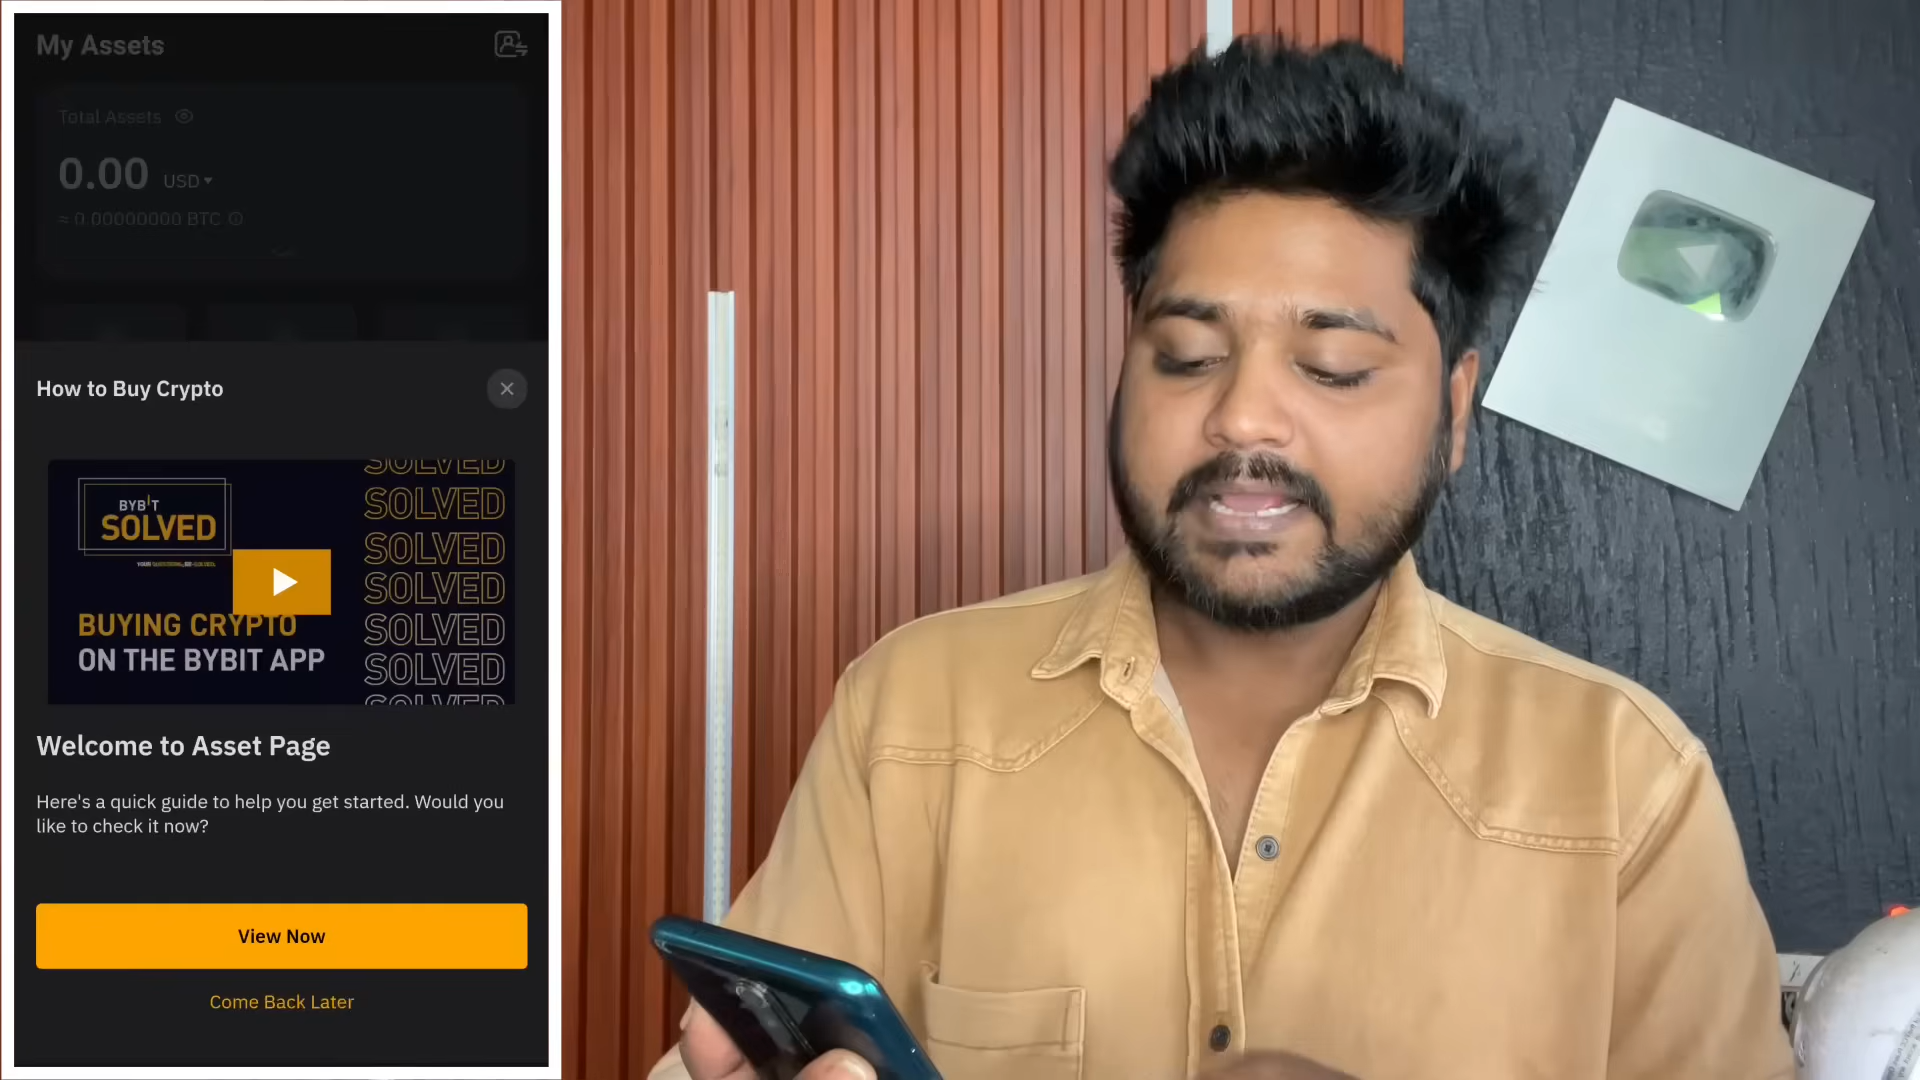 My Assets
Total Assets
0.00 USD
≈ 0.00000000 BTC
How to Buy Crypto
BYBIT
SOLVED
BUYING CRYPTO
ON THE BYBIT APP
SOLVED
SOLVED
SOLVED
SOLVED
SOLVED
SOLVED
SOLVED
Welcome to Asset Page
Here's a quick guide to help you get started. Would you
like to check it now?
View Now
Come Back Later